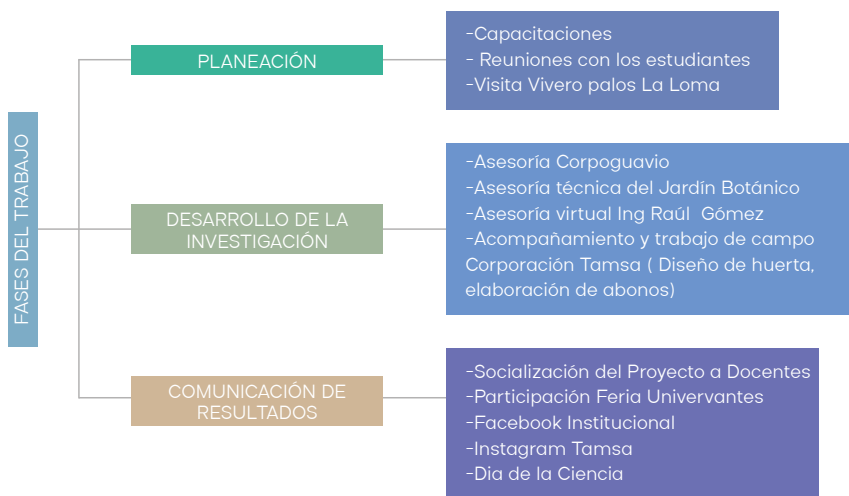 FASES DEL TRABAJO
PLANEACIÓN
-Capacitaciones
- Reuniones con los estudiantes
-Visita Vivero palos La Loma
DESARROLLO DE LA
INVESTIGACIÓN
-Asesoría Corpoguavio
-Asesoría técnica del Jardín Botánico
-Asesoría virtual Ing Raúl Gómez
-Acompañamiento y trabajo de campo
Corporación Tamsa ( Diseño de huerta,
elaboración de abonos)
COMUNICACIÓN DE
RESULTADOS
-Socialización del Proyecto a Docentes
-Participación Feria Univervantes
-Facebook Institucional
-Instagram Tamsa
-Dia de la Ciencia